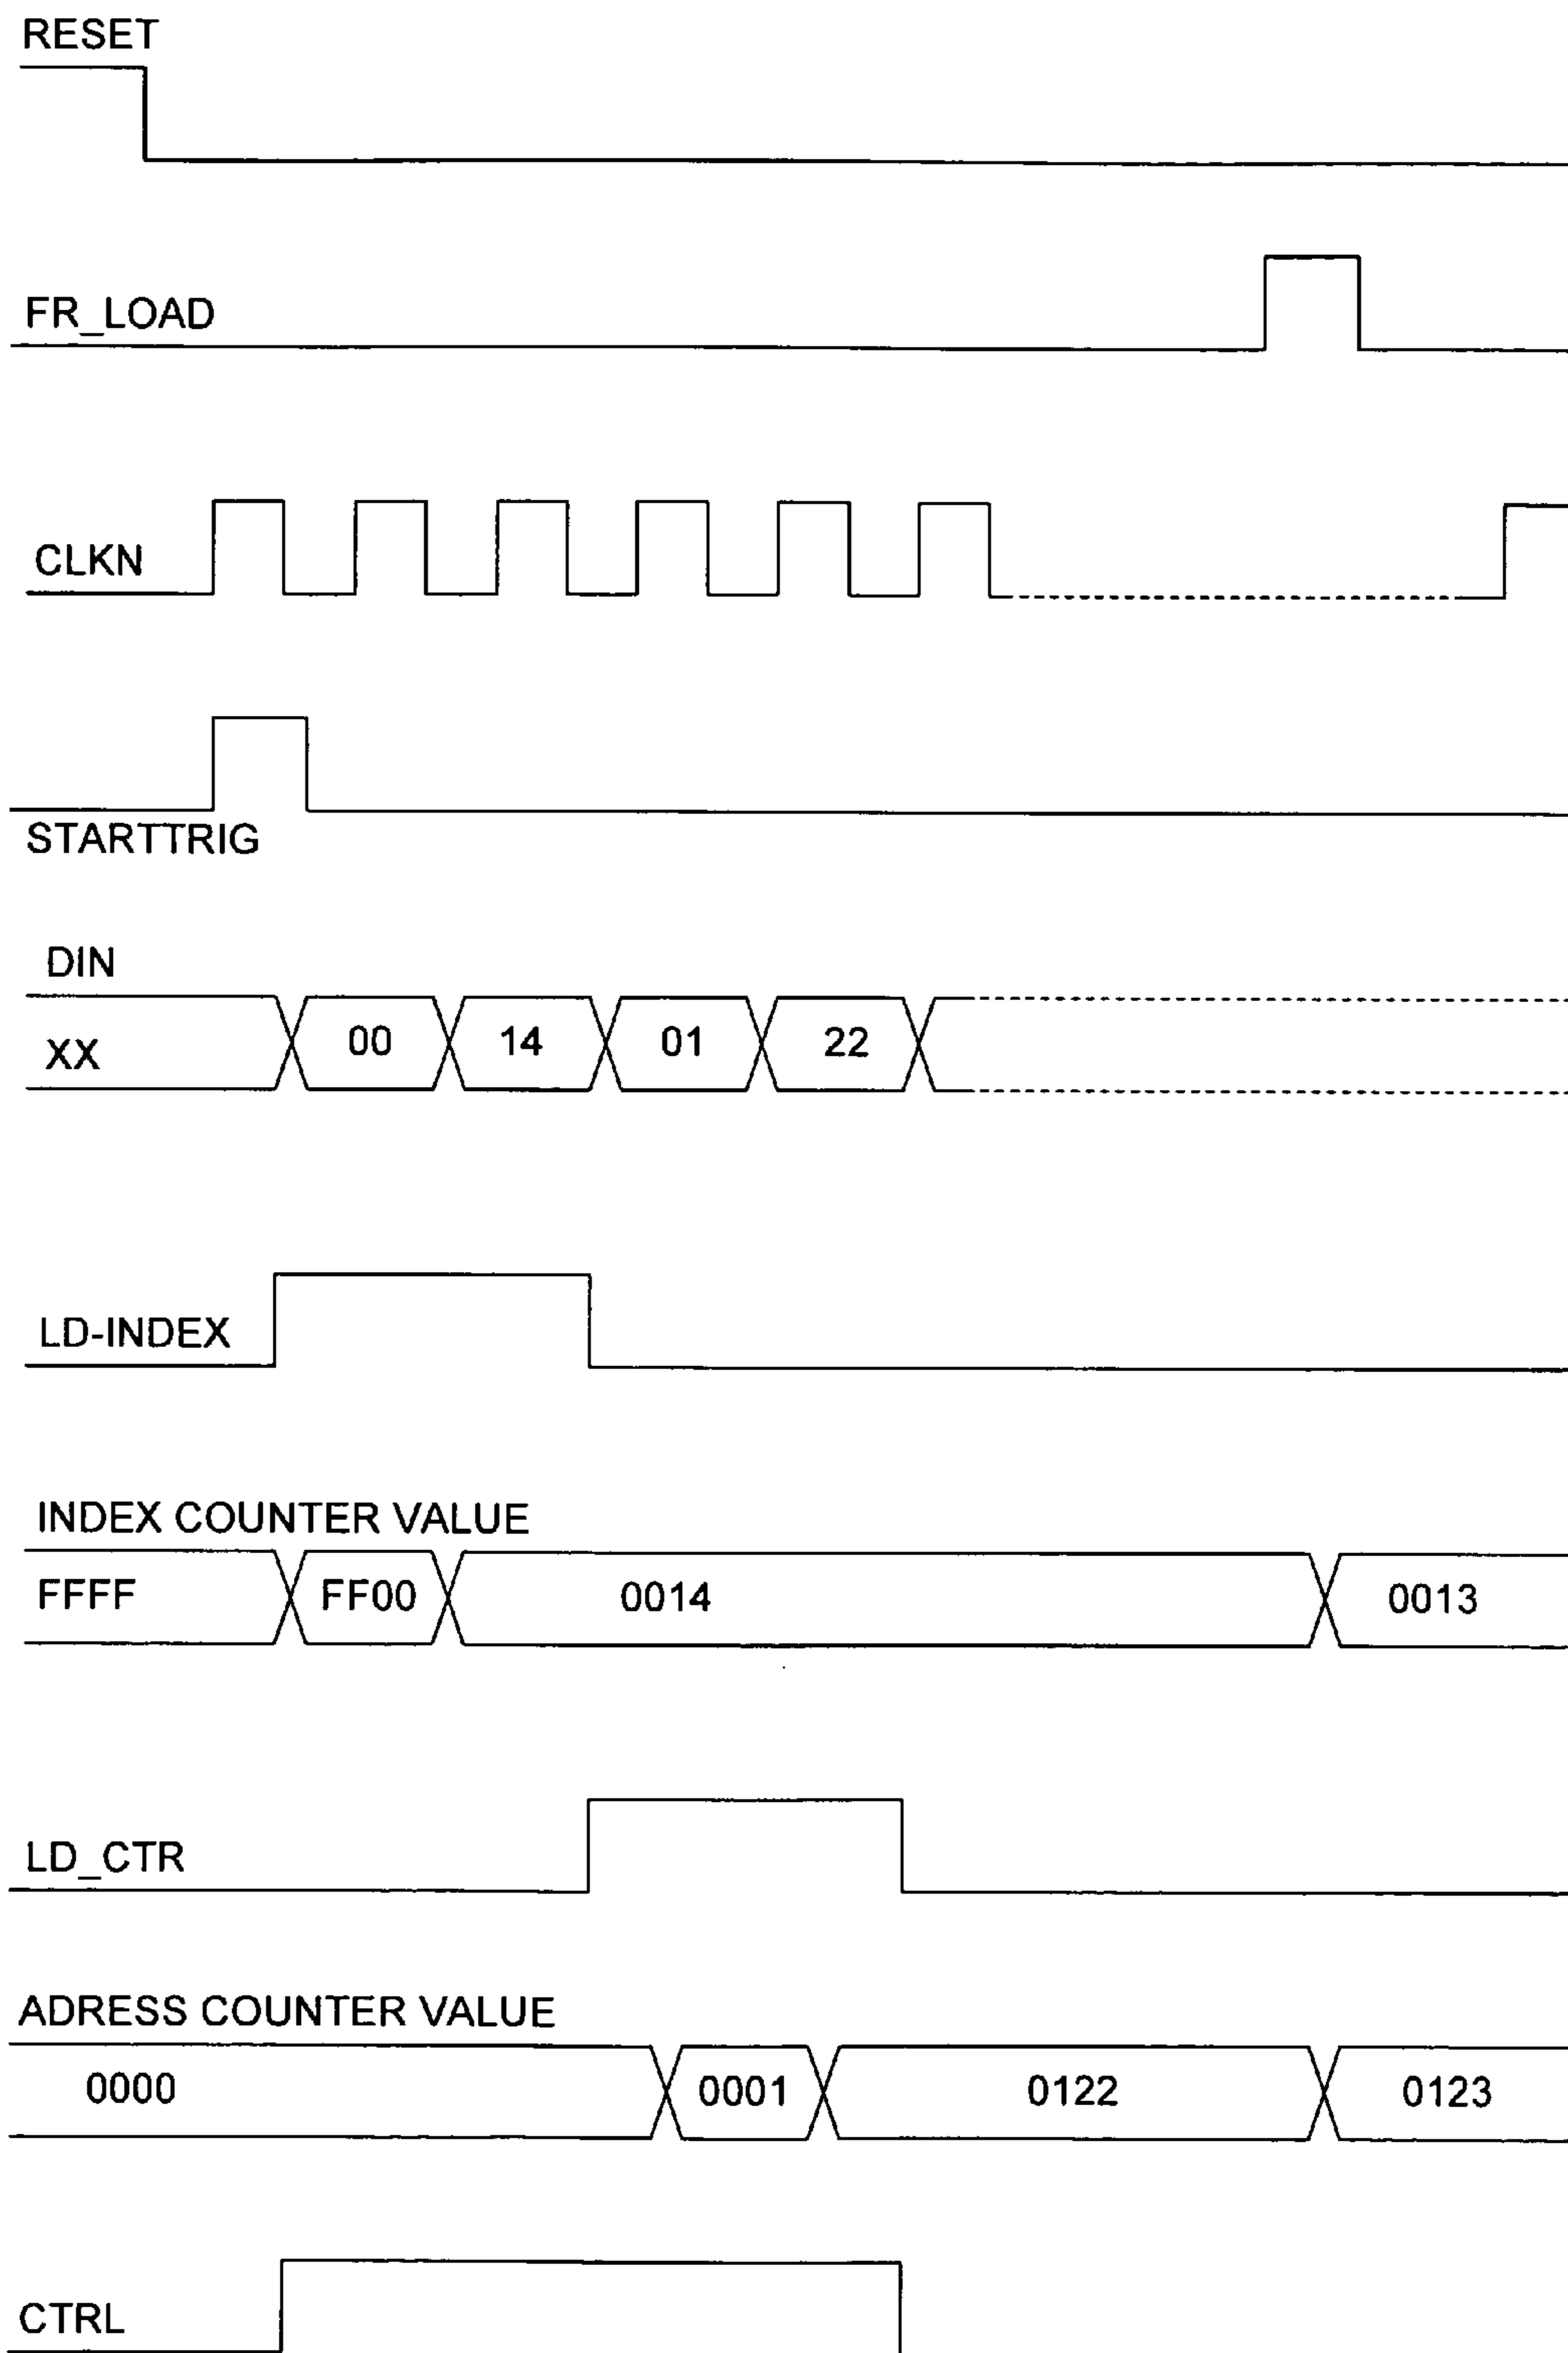 RESET
FR_LOAD
CLKN
STARTTRIG
DIN
XX 00 14 01 22
LD-INDEX
INDEX COUNTER VALUE
FFFF FF00 0014 0013
LD_CTR
ADRESS COUNTER VALUE
0000 0001 0122 0123
CTRL